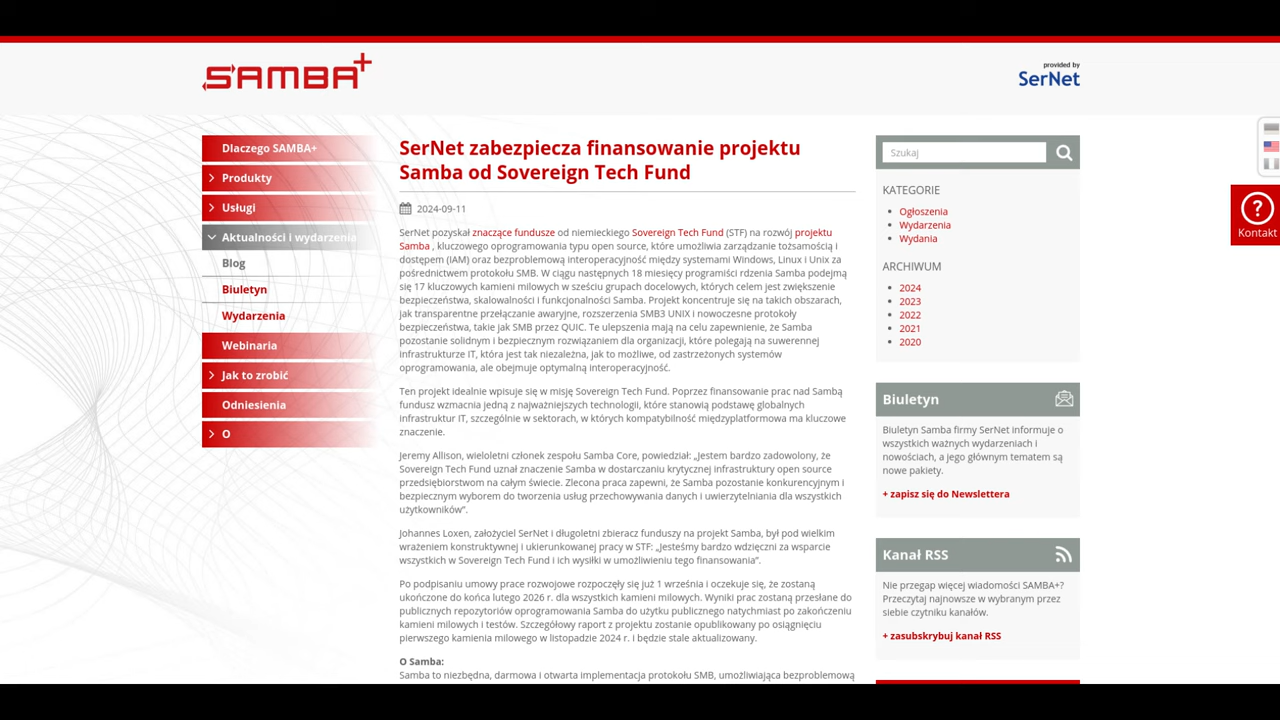 SAMBA+
provided by
SerNet
Dlaczego SAMBA+
Produkty
Usługi
Aktualności i wydarzenia
Blog
Biuletyn
Wydarzenia
Webinaria
Jak to zrobić
Odniesienia
O
SerNet zabezpiecza finansowanie projektu
Samba od Sovereign Tech Fund
2024-09-11
SerNet pozyskał znaczące fundusze od niemieckiego Sovereign Tech Fund (STF) na rozwój projektu
Samba , kluczowego oprogramowania typu open source, które umożliwia zarządzanie tożsamością i
dostępem (IAM) oraz bezproblemową interoperacyjność między systemami Windows, Linux i Unix za
pośrednictwem protokołu SMB. W ciągu następnych 18 miesięcy programiści rdzenia Samba podejmą
się 17 kluczowych kamieni milowych w sześciu grupach docelowych, których celem jest zwiększenie
bezpieczeństwa, skalowalności i funkcjonalności Samba. Projekt koncentruje się na takich obszarach,
jak transparentne przełączanie awaryjne, rozszerzenia SMB3 UNIX i nowoczesne protokoły
bezpieczeństwa, takie jak SMB przez QUIC. Te ulepszenia mają na celu zapewnienie, że Samba
pozostanie solidnym i bezpiecznym rozwiązaniem dla organizacji, które polegają na suwerennej
infrastrukturze IT, która jest tak niezależna, jak to możliwe, od zastrzeżonych systemów
oprogramowania, ale obejmuje optymalną interoperacyjność.
Ten projekt idealnie wpisuje się w misję Sovereign Tech Fund. Poprzez finansowanie prac nad Sambą
fundusz wzmacnia jedną z najważniejszych technologii, które stanowią podstawę globalnych
infrastruktur IT, szczególnie w sektorach, w których kompatybilność międzyplatformowa ma kluczowe
znaczenie.
Jeremy Allison, wieloletni członek zespołu Samba Core, powiedział: „Jestem bardzo zadowolony, że
Sovereign Tech Fund uznał znaczenie Samba w dostarczaniu krytycznej infrastruktury open source
przedsiębiorstwom na całym świecie. Zlecona praca zapewni, że Samba pozostanie konkurencyjnym i
bezpiecznym wyborem do tworzenia usług przechowywania danych i uwierzytelniania dla wszystkich
użytkowników”.
Johannes Loxen, założyciel SerNet i długoletni zbieracz funduszy na projekt Samba, był pod wielkim
wrażeniem konstruktywnej i ukierunkowanej pracy w STF: „Jesteśmy bardzo wdzięczni za wsparcie
wszystkich w Sovereign Tech Fund i ich wysiłki w umożliwieniu tego finansowania”.
Po podpisaniu umowy prace rozwojowe rozpoczęły się już 1 września i oczekuje się, że zostaną
ukończone do końca lutego 2026 r. dla wszystkich kamieni milowych. Wyniki prac zostaną przesłane do
publicznych repozytoriów oprogramowania Samba do użytku publicznego natychmiast po zakończeniu
kamieni milowych i testów. Szczegółowy raport z projektu zostanie opublikowany po osiągnięciu
pierwszego kamienia milowego w listopadzie 2024 r. i będzie stale aktualizowany.
O Samba:
Samba to niezbędna, darmowa i otwarta implementacja protokołu SMB, umożliwiająca bezproblemową
Szukaj
KATEGORIE
Ogłoszenia
Wydarzenia
Wydania
ARCHIWUM
2024
2023
2022
2021
2020
Biuletyn
Biuletyn Samba firmy SerNet informuje o
wszystkich ważnych wydarzeniach i
nowościach, a jego głównym tematem są
nowe pakiety.
+ zapisz się do Newslettera
Kanał RSS
Nie przegap więcej wiadomości SAMBA+?
Przeczytaj najnowsze w wybranym przez
siebie czytniku kanałów.
+ zasubskrybuj kanał RSS
Kontakt